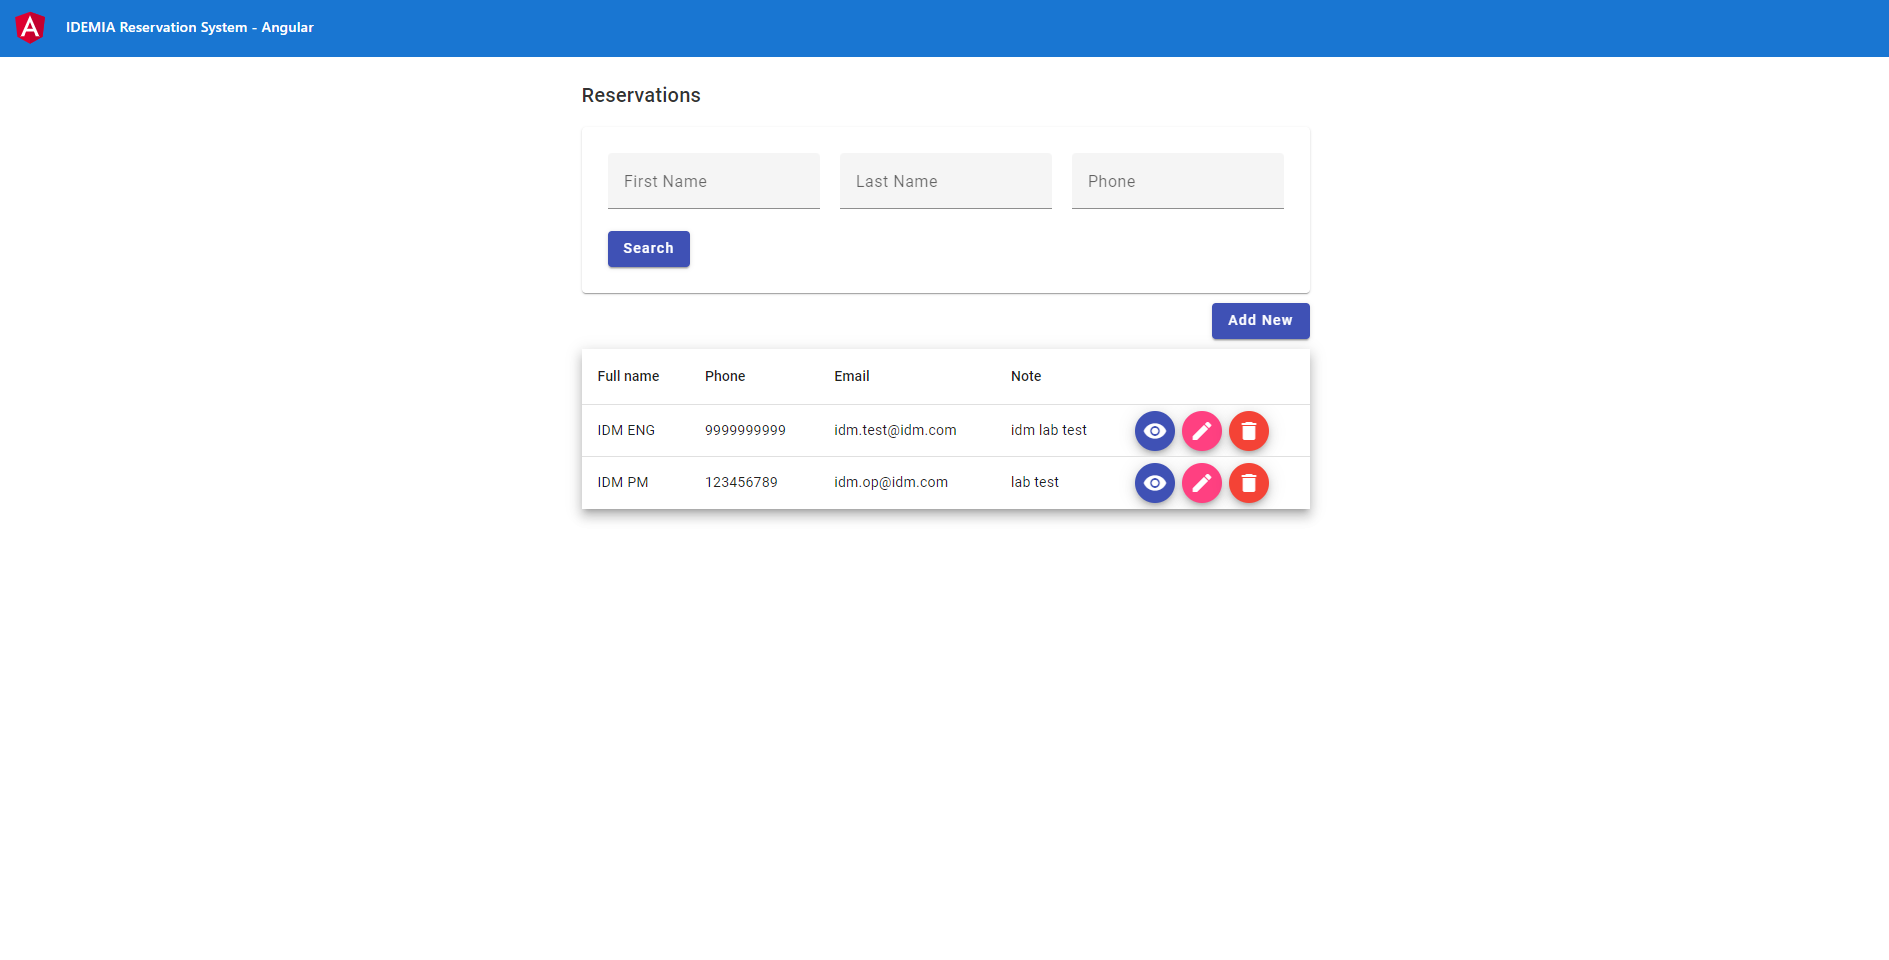 IDEMIA Reservation System - Angular
Reservations
First Name Last Name Phone
Search
Add New
Full name Phone Email Note
IDM ENG 9999999999 idm.test@idm.com idm lab test
IDM PM 123456789 idm.op@idm.com lab test